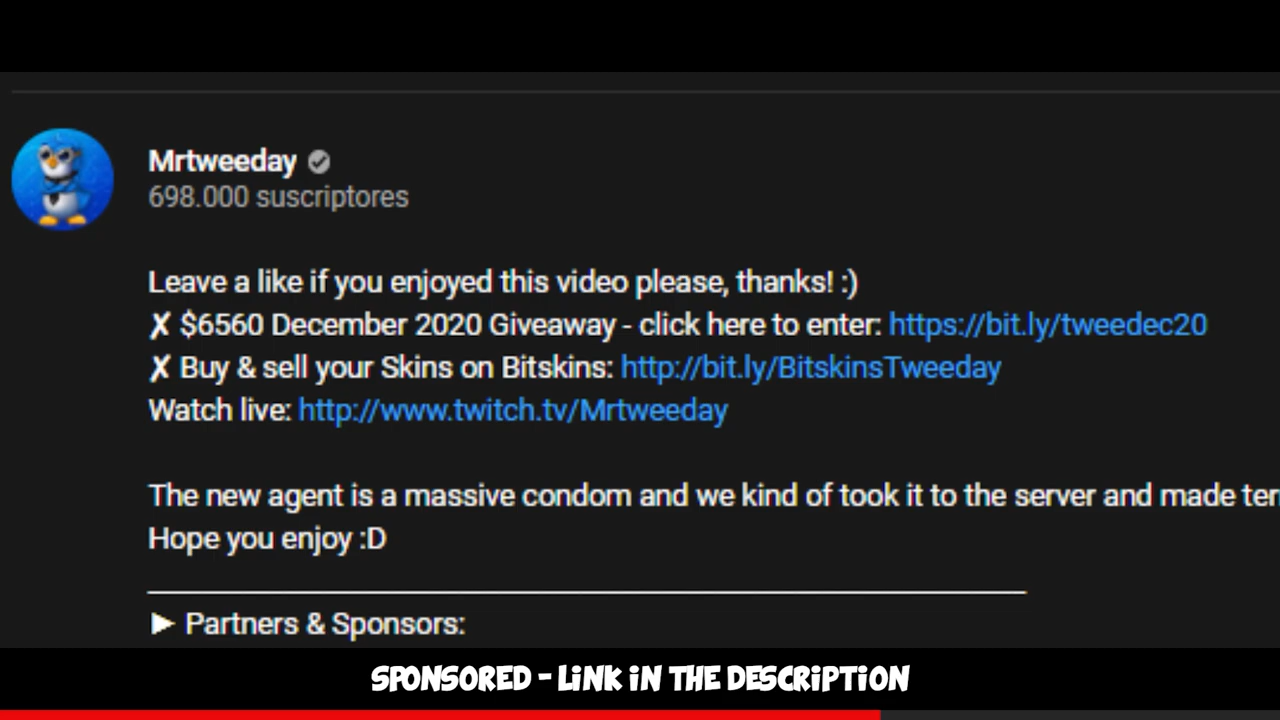 Mrtweeday
698.000 suscriptores
Leave a like if you enjoyed this video please, thanks! :)
✘ $6560 December 2020 Giveaway - click here to enter: https://bit.ly/tweedec20
✘ Buy & sell your Skins on Bitskins: http://bit.ly/BitskinsTweeday
Watch live: http://www.twitch.tv/Mrtweeday
The new agent is a massive condom and we kind of took it to the server and made
Hope you enjoy :D
► Partners & Sponsors:
SPONSORED - LINK IN THE DESCRIPTION